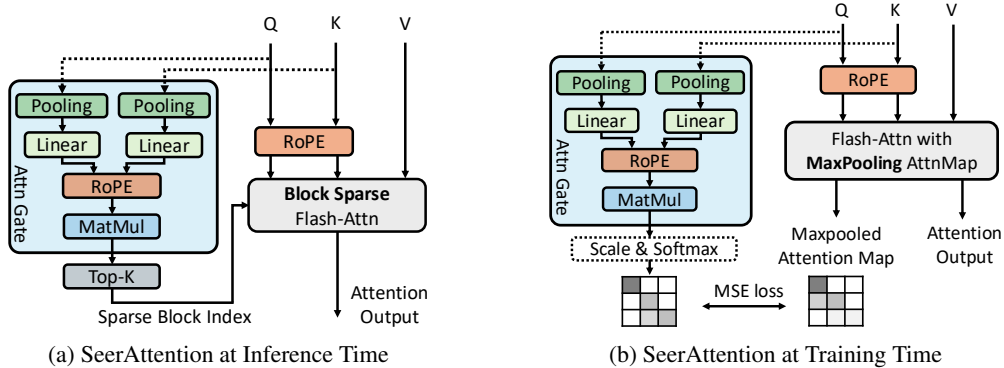 Q K V
Pooling Pooling
Linear Linear
RoPE
MatMul
Attn Gate
Top-K
Sparse Block Index
RoPE
Block Sparse
Flash-Attn
Attention
Output
(a) SeerAttention at Inference Time
Q K V
Pooling Pooling
Linear Linear
RoPE
MatMul
Attn Gate
Scale & Softmax
RoPE
Flash-Attn with
MaxPooling AttnMap
Maxpooled
Attention Map
Attention
Output
MSE loss
(b) SeerAttention at Training Time